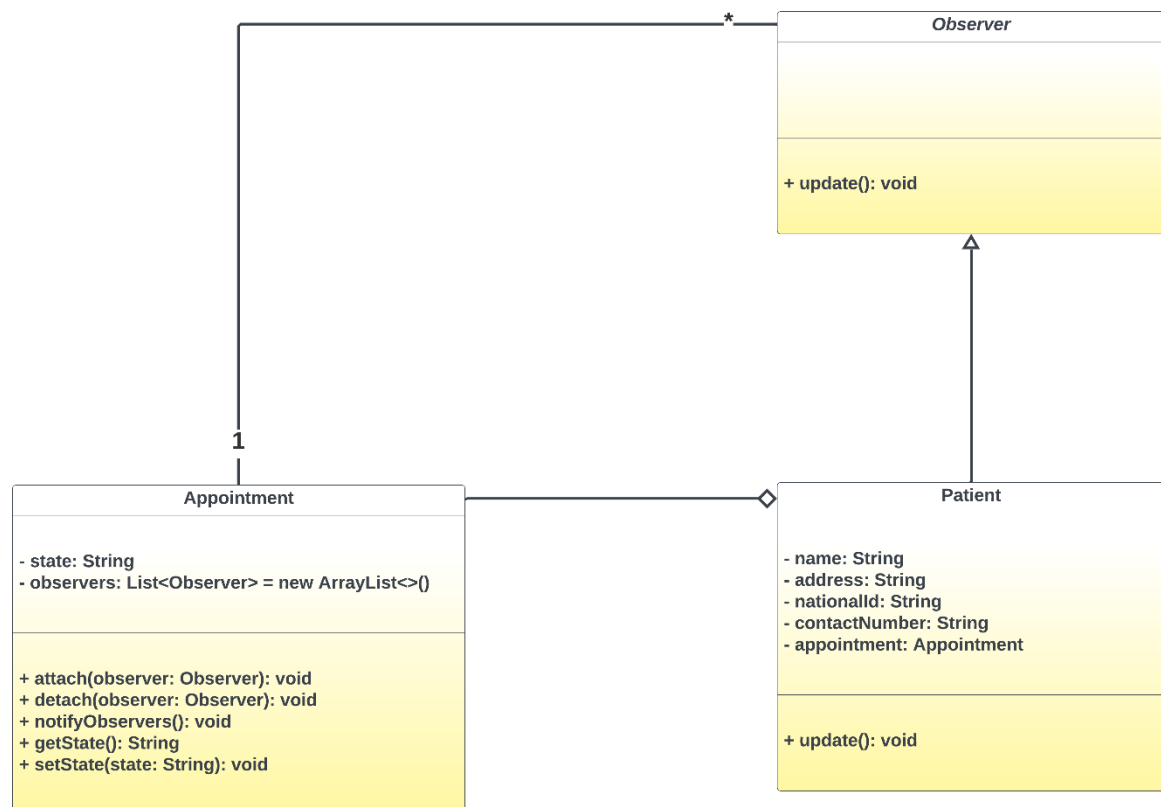 *
Observer
+ update(): void
1
Appointment
- state: String
- observers: List<Observer> = new ArrayList<>()
+ attach(observer: Observer): void
+ detach(observer: Observer): void
+ notifyObservers(): void
+ getState(): String
+ setState(state: String): void
Patient
- name: String
- address: String
- nationalId: String
- contactNumber: String
- appointment: Appointment
+ update(): void